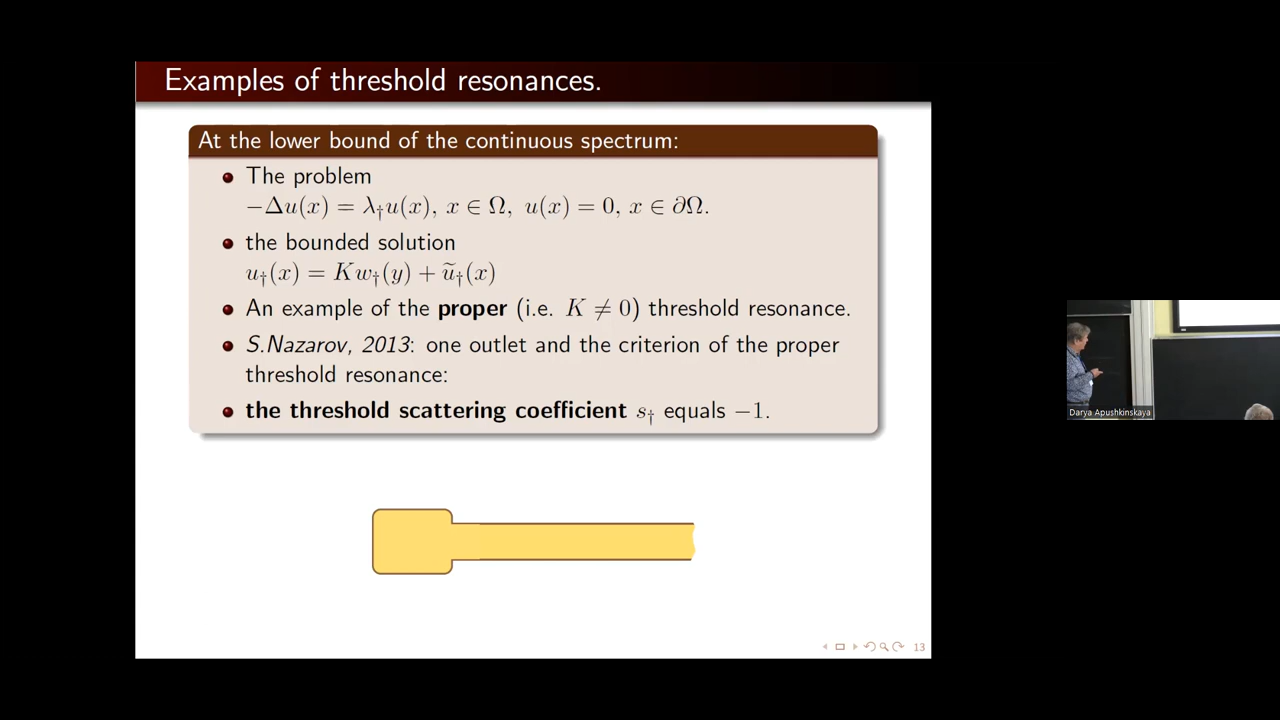 Examples of threshold resonances.
At the lower bound of the continuous spectrum:
The problem
−Δu(x) = λ†u(x), x ∈ Ω, u(x) = 0, x ∈ ∂Ω.
the bounded solution
u†(x) = Kw†(y) + ũ†(x)
An example of the proper (i.e. K ≠ 0) threshold resonance.
S.Nazarov, 2013: one outlet and the criterion of the proper
threshold resonance:
the threshold scattering coefficient s† equals −1.
13
Darya Apushkinskaya